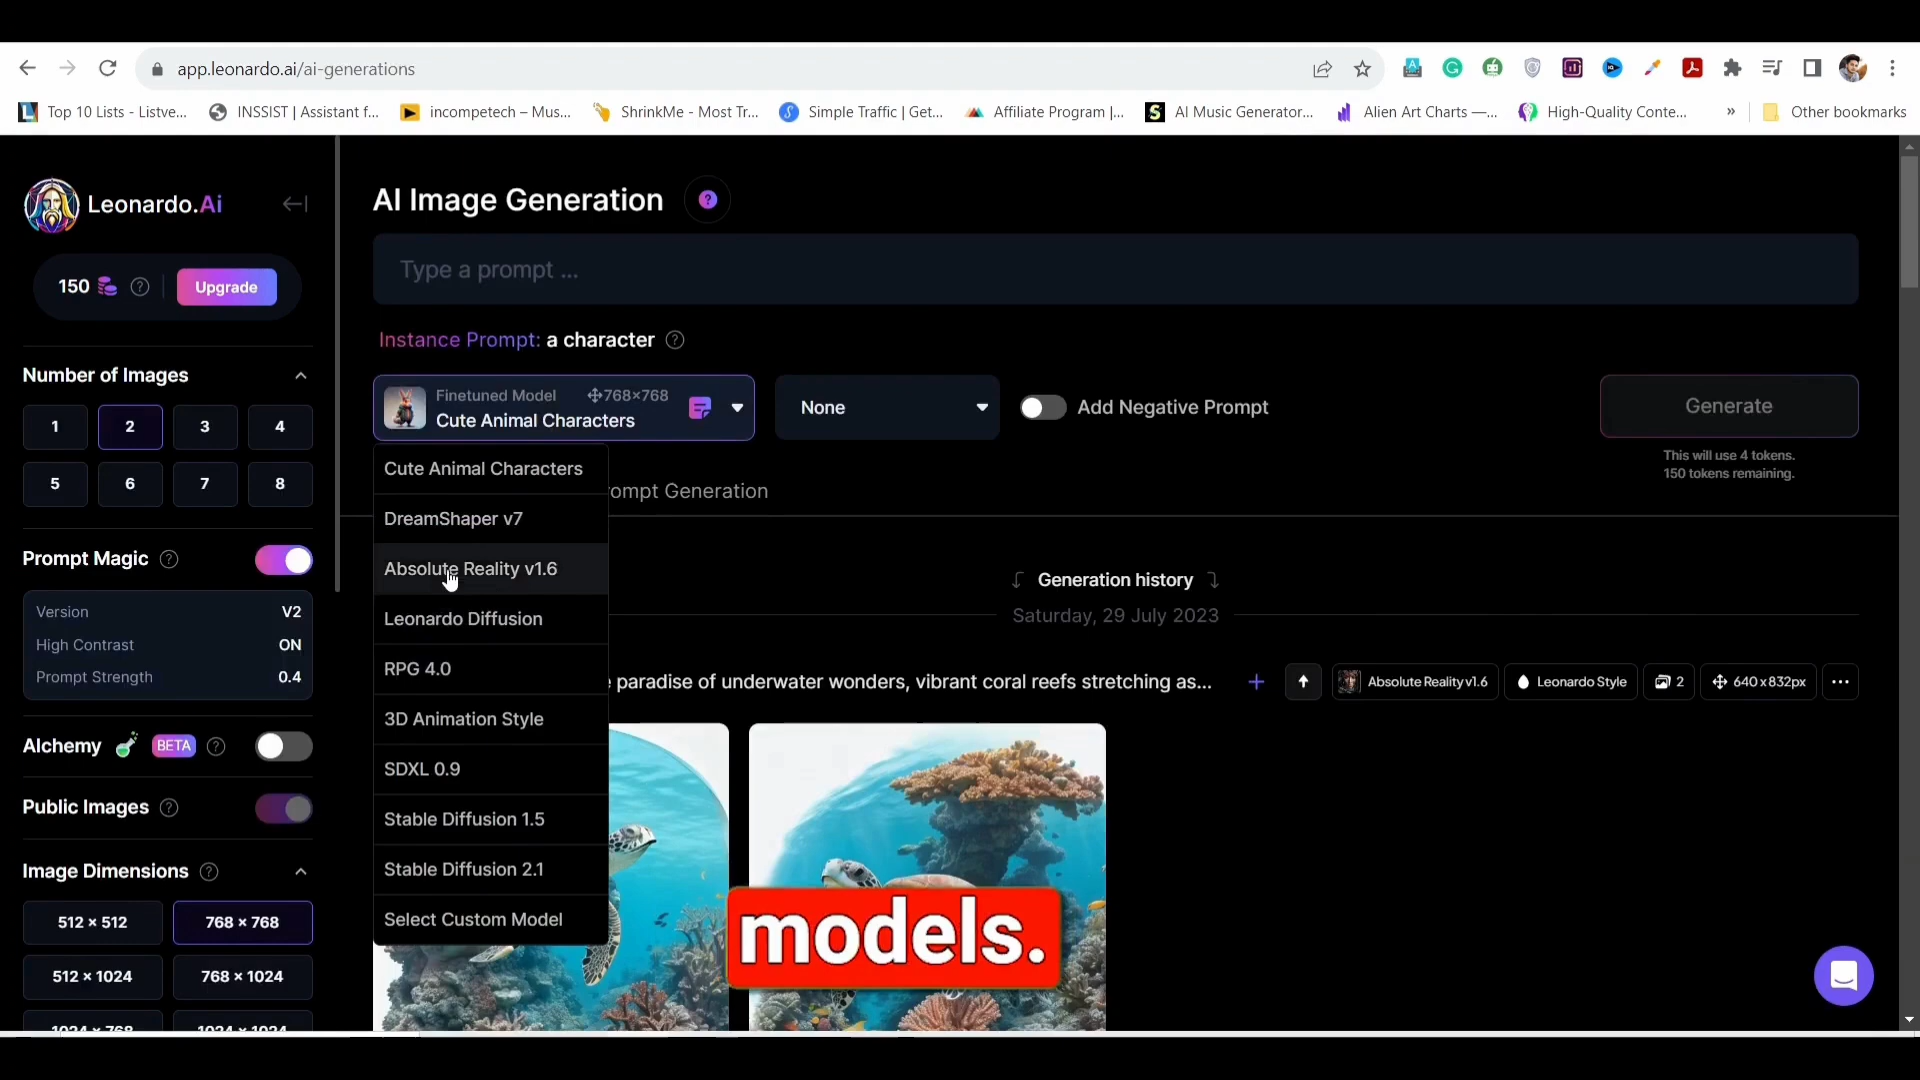 app.leonardo.ai/ai-generations
Top 10 Lists - Listve...
INSSIST | Assistant f...
incompetech – Mus...
ShrinkMe - Most Tr...
Simple Traffic | Get...
Affiliate Program |...
AI Music Generator...
Alien Art Charts —...
High-Quality Conte...
»
Other bookmarks
Leonardo.Ai
150
Upgrade
Number of Images
1 2 3 4
5 6 7 8
Prompt Magic
Version V2
High Contrast ON
Prompt Strength 0.4
Alchemy BETA
Public Images
Image Dimensions
512 × 512 768 × 768
512 × 1024 768 × 1024
1024 × 768 1024 × 1024
AI Image Generation
Type a prompt ...
Instance Prompt: a character
Finetuned Model 768×768
Cute Animal Characters
None
Add Negative Prompt
Generate
This will use 4 tokens.
150 tokens remaining.
Cute Animal Characters
DreamShaper v7
Absolute Reality v1.6
Leonardo Diffusion
RPG 4.0
3D Animation Style
SDXL 0.9
Stable Diffusion 1.5
Stable Diffusion 2.1
Select Custom Model
ompt Generation
Generation history
Saturday, 29 July 2023
paradise of underwater wonders, vibrant coral reefs stretching as...
Absolute Reality v1.6
Leonardo Style
2
640 x 832px
models.